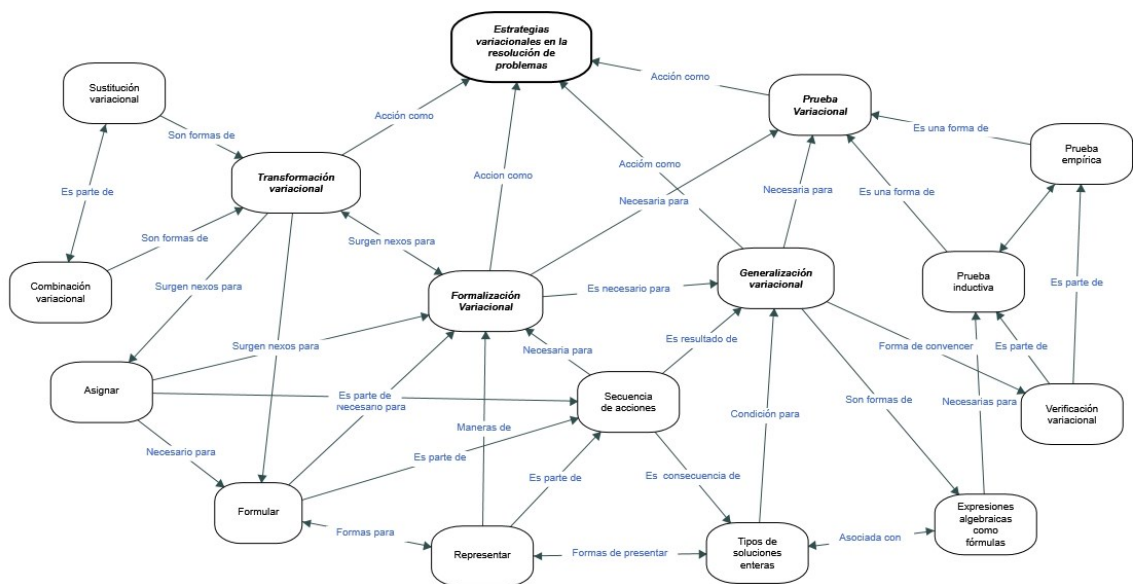 Estrategias
variacionales en la
resolución de
problemas
Sustitución
variacional
Acción como
Prueba
Variacional
Acción como
Son formas de
Es una forma de
Prueba
empírica
Accióm como
Transformación
variacional
Es parte de
Accion como
Necesaria para
Es una forma de
Necesaria para
Son formas de
Surgen nexos para
Combinación
variacional
Surgen nexos para
Formalización
Variacional
Es necesario para
Generalización
variacional
Prueba
inductiva
Es parte de
Surgen nexos para
Necesaria para
Es resultado de
Forma de convencer
Es parte de
Asignar
Es parte de
Necesario para
Secuencia
de acciones
Son formas de
Necesarias para
Verificación
variacional
Maneras de
Condición para
Necesario para
Es parte de
Es parte de
Es consecuencia de
Formular
Expresiones
algebraicas
como
fórmulas
Formas para
Representar
Formas de presentar
Tipos de
soluciones
enteras
Asociada con